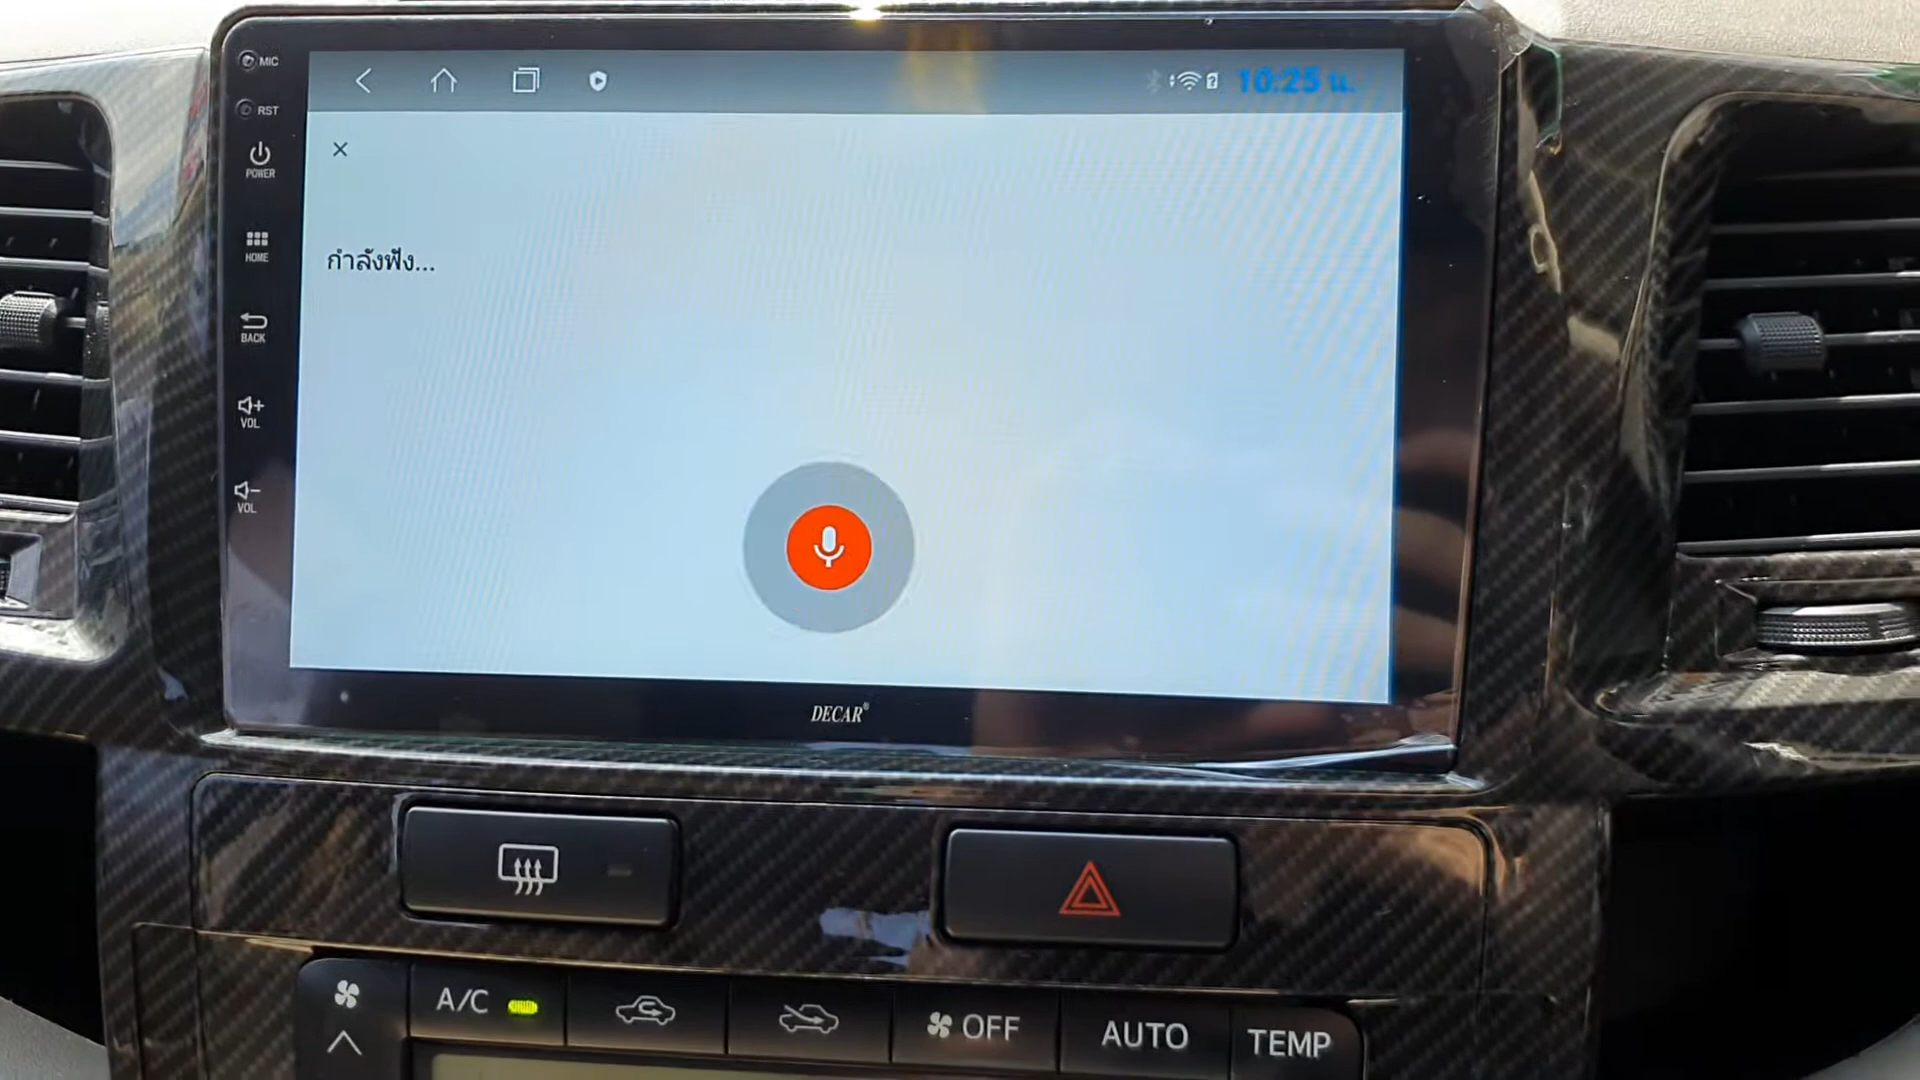 MIC
RST
POWER
HOME
BACK
VOL
VOL
10:25 น.
กำลังฟัง...
DECAR®
A/C
OFF
AUTO
TEMP